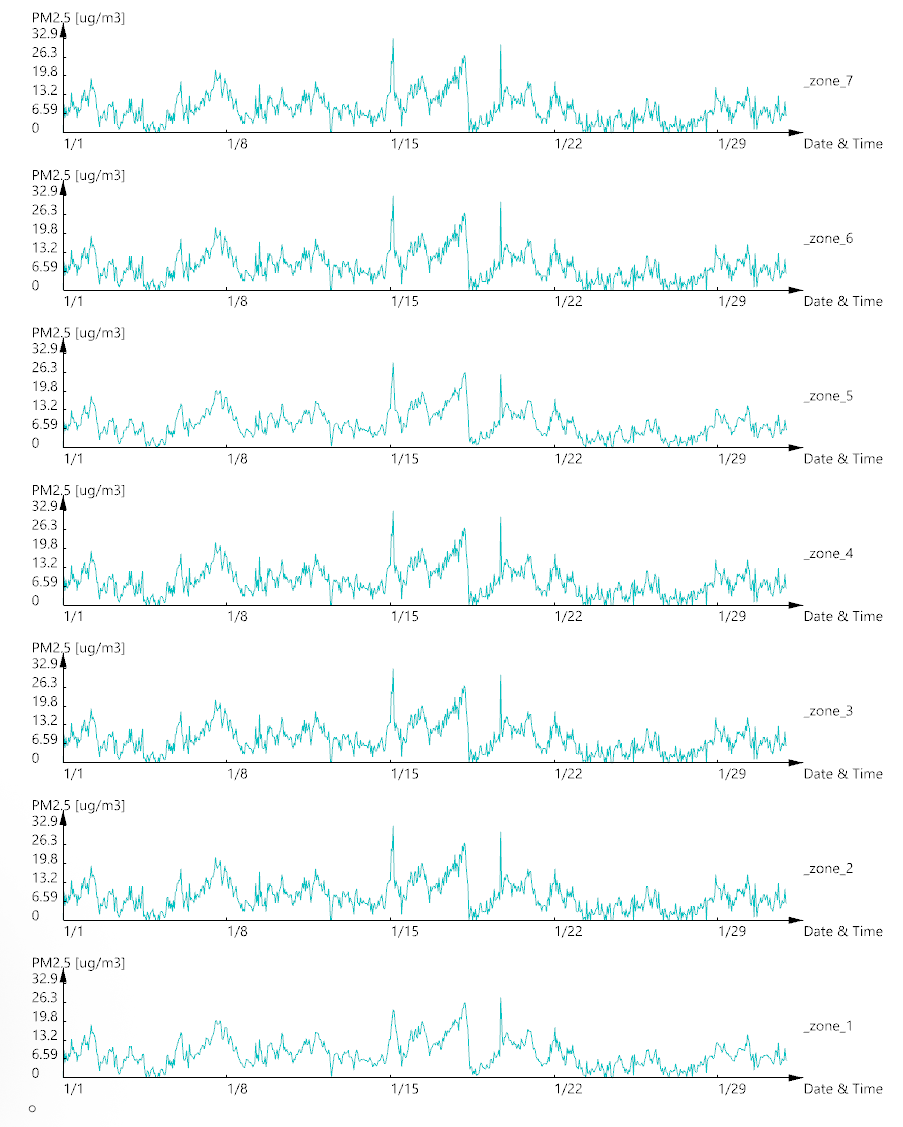 PM2.5 [ug/m3]
32.9
26.3
19.8
13.2
6.59
0
_zone_7
1/1 1/8 1/15 1/22 1/29 Date & Time
PM2.5 [ug/m3]
32.9
26.3
19.8
13.2
6.59
0
_zone_6
1/1 1/8 1/15 1/22 1/29 Date & Time
PM2.5 [ug/m3]
32.9
26.3
19.8
13.2
6.59
0
_zone_5
1/1 1/8 1/15 1/22 1/29 Date & Time
PM2.5 [ug/m3]
32.9
26.3
19.8
13.2
6.59
0
_zone_4
1/1 1/8 1/15 1/22 1/29 Date & Time
PM2.5 [ug/m3]
32.9
26.3
19.8
13.2
6.59
0
_zone_3
1/1 1/8 1/15 1/22 1/29 Date & Time
PM2.5 [ug/m3]
32.9
26.3
19.8
13.2
6.59
0
_zone_2
1/1 1/8 1/15 1/22 1/29 Date & Time
PM2.5 [ug/m3]
32.9
26.3
19.8
13.2
6.59
0
_zone_1
1/1 1/8 1/15 1/22 1/29 Date & Time